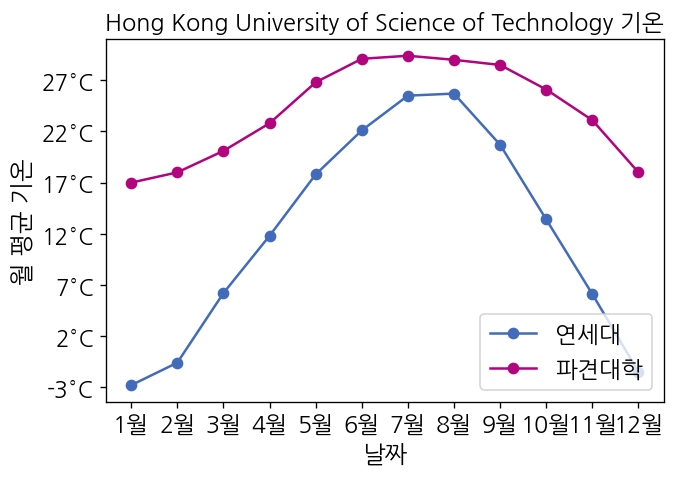 Hong Kong University of Science of Technology 기온
월 평균 기온
27°C
22°C
17°C
12°C
7°C
2°C
-3°C
연세대
파견대학
1월 2월 3월 4월 5월 6월 7월 8월 9월 10월 11월 12월
날짜